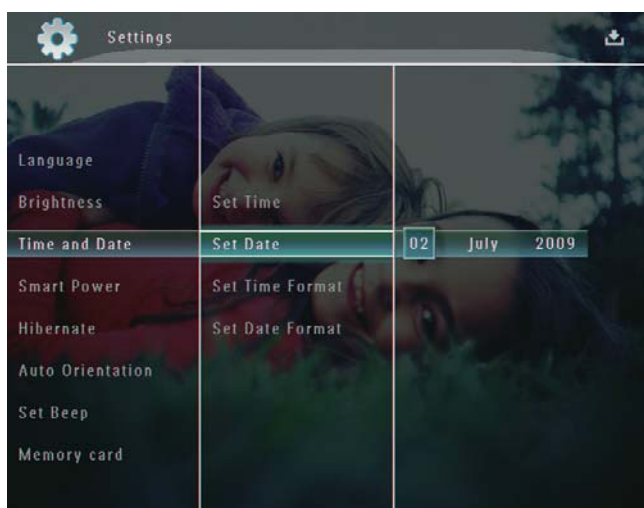 Settings
Language
Brightness
Set Time
Time and Date
Set Date
02 July 2009
Smart Power
Set Time Format
Hibernate
Set Date Format
Auto Orientation
Set Beep
Memory card